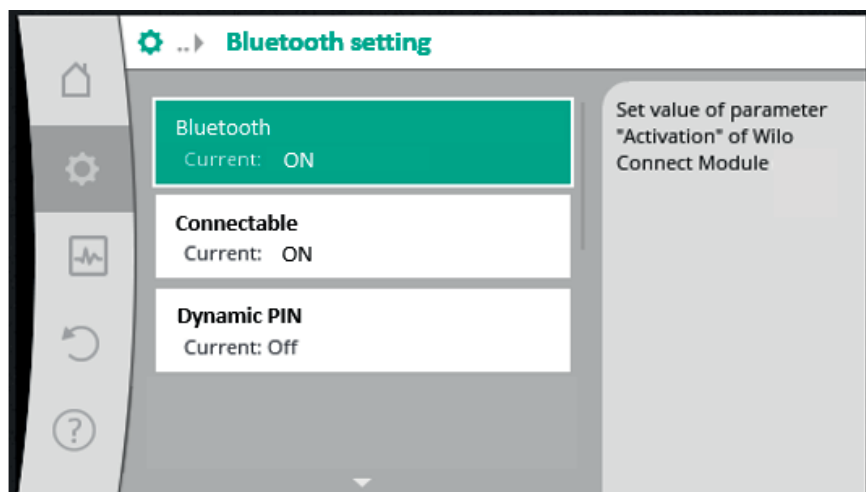 .. Bluetooth setting
Bluetooth
Current: ON
Connectable
Current: ON
Dynamic PIN
Current: Off
Set value of parameter
"Activation" of Wilo
Connect Module
?